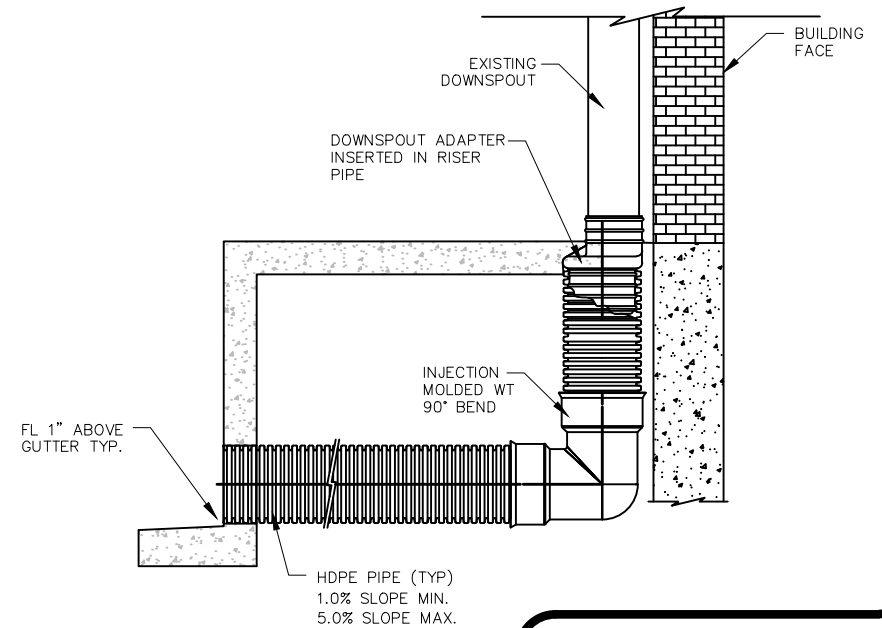 BUILDING
FACE
EXISTING
DOWNSPOUT
DOWNSPOUT ADAPTER
INSERTED IN RISER
PIPE
INJECTION
MOLDED WT
90° BEND
FL 1" ABOVE
GUTTER TYP.
HDPE PIPE (TYP)
1.0% SLOPE MIN.
5.0% SLOPE MAX.